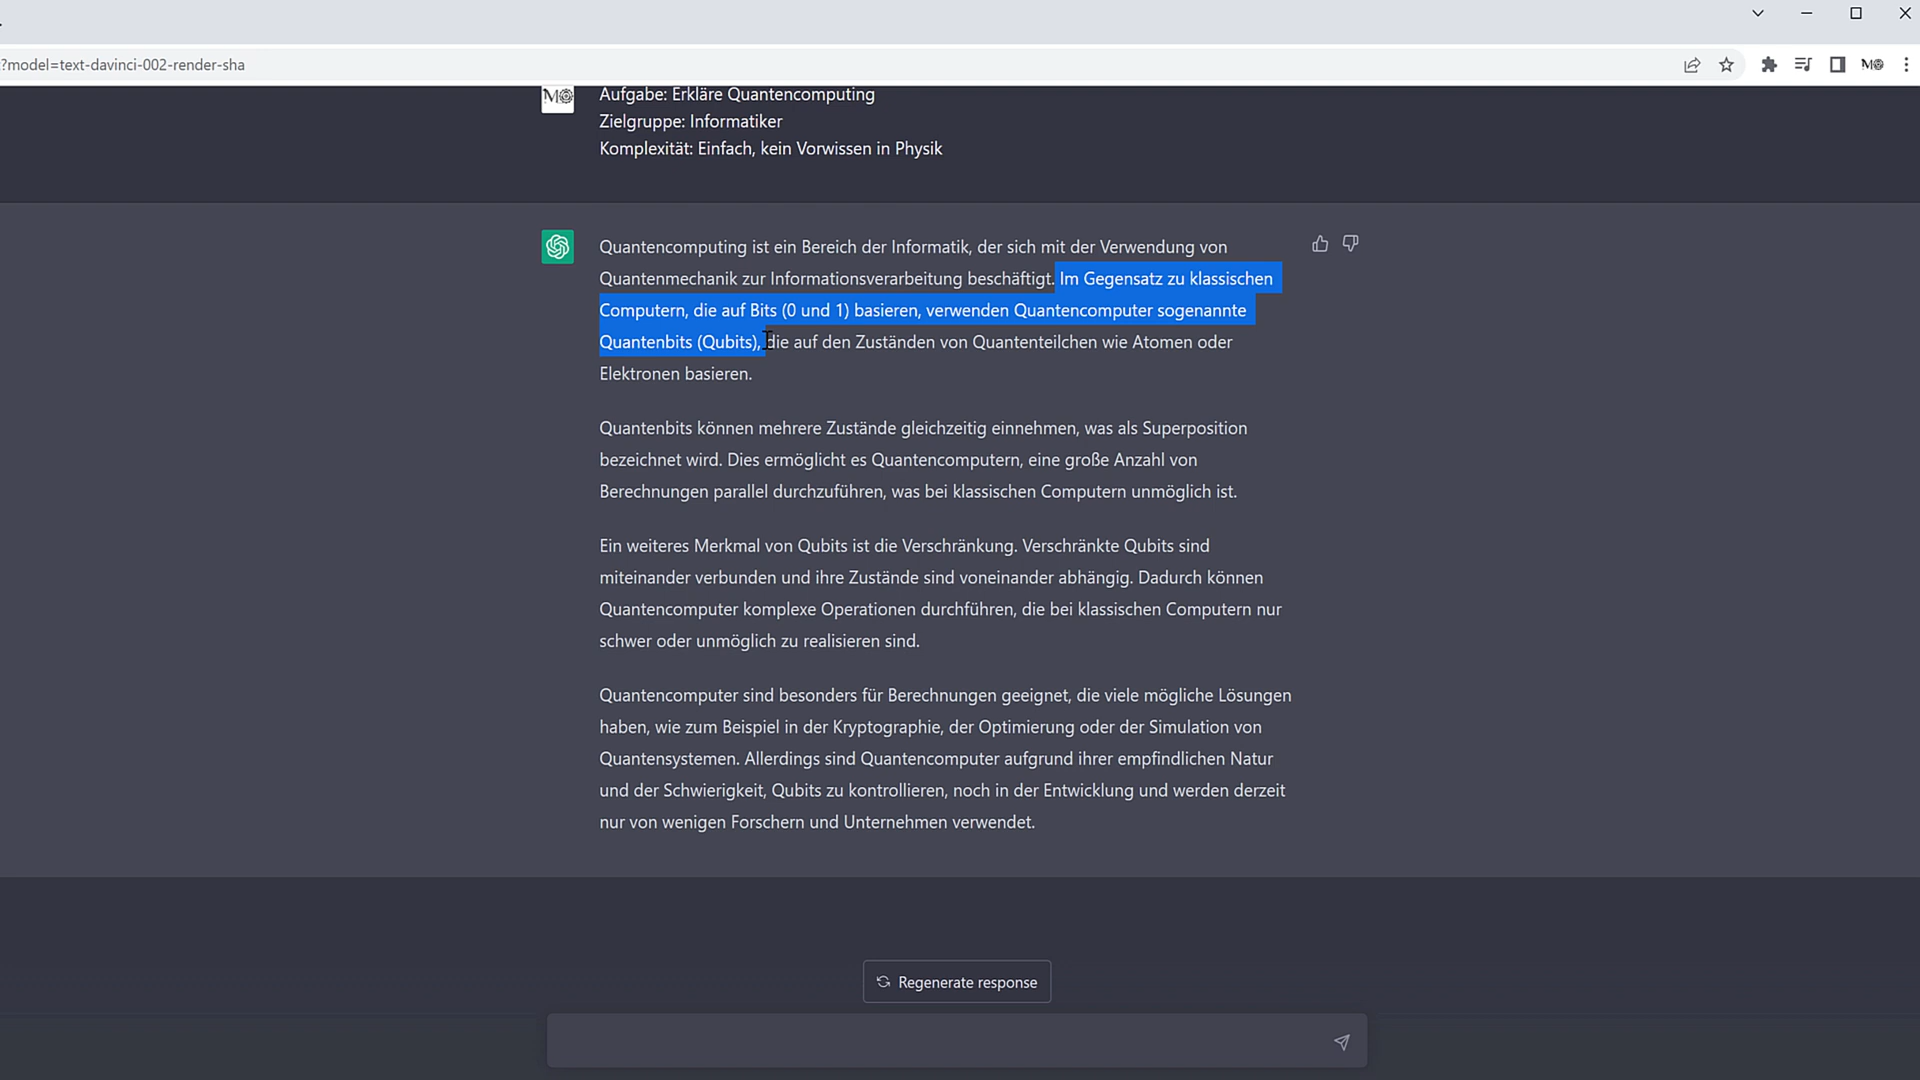 ?model=text-davinci-002-render-sha
Aufgabe: Erkläre Quantencomputing
Zielgruppe: Informatiker
Komplexität: Einfach, kein Vorwissen in Physik
Quantencomputing ist ein Bereich der Informatik, der sich mit der Verwendung von
Quantenmechanik zur Informationsverarbeitung beschäftigt. Im Gegensatz zu klassischen
Computern, die auf Bits (0 und 1) basieren, verwenden Quantencomputer sogenannte
Quantenbits (Qubits), die auf den Zuständen von Quantenteilchen wie Atomen oder
Elektronen basieren.
Quantenbits können mehrere Zustände gleichzeitig einnehmen, was als Superposition
bezeichnet wird. Dies ermöglicht es Quantencomputern, eine große Anzahl von
Berechnungen parallel durchzuführen, was bei klassischen Computern unmöglich ist.
Ein weiteres Merkmal von Qubits ist die Verschränkung. Verschränkte Qubits sind
miteinander verbunden und ihre Zustände sind voneinander abhängig. Dadurch können
Quantencomputer komplexe Operationen durchführen, die bei klassischen Computern nur
schwer oder unmöglich zu realisieren sind.
Quantencomputer sind besonders für Berechnungen geeignet, die viele mögliche Lösungen
haben, wie zum Beispiel in der Kryptographie, der Optimierung oder der Simulation von
Quantensystemen. Allerdings sind Quantencomputer aufgrund ihrer empfindlichen Natur
und der Schwierigkeit, Qubits zu kontrollieren, noch in der Entwicklung und werden derzeit
nur von wenigen Forschern und Unternehmen verwendet.
Regenerate response